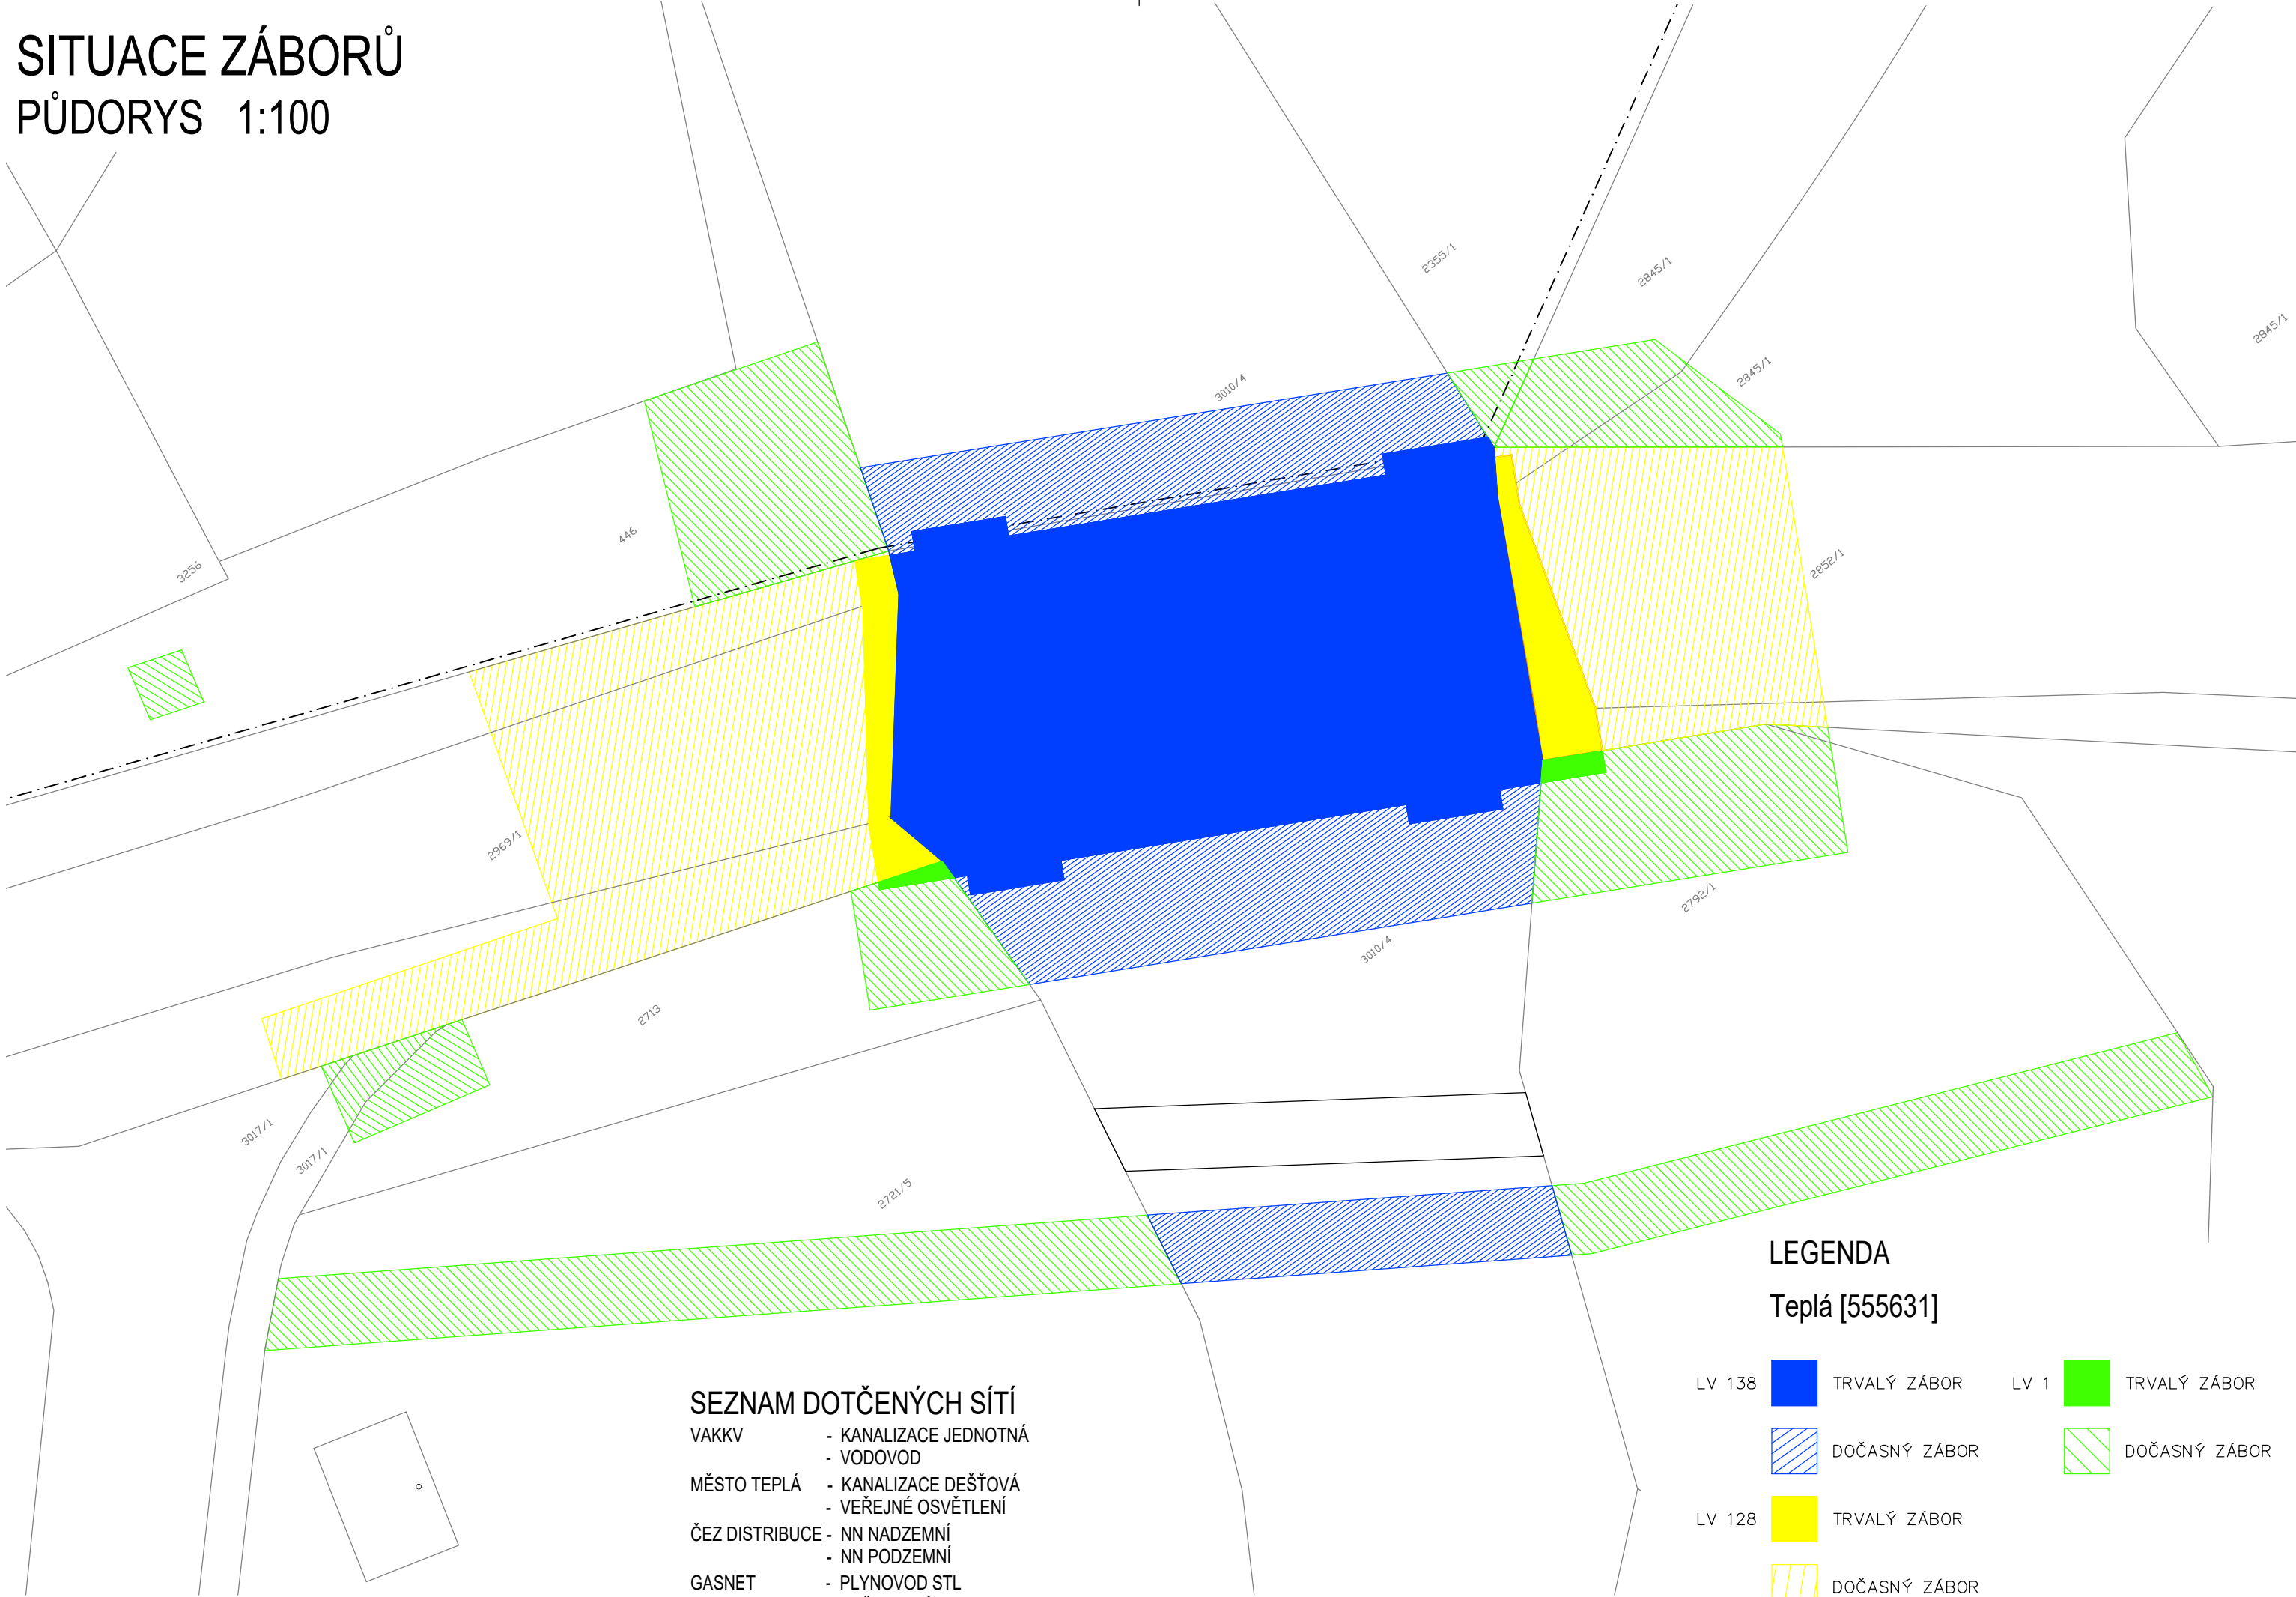 SITUACE ZÁBORŮ
PŮDORYS 1:100
2355/1
2845/1
2845/1
2845/1
3010/4
446
3256
2852/1
2969/1
2792/1
3010/4
2713
3017/1
3017/1
2721/5
LEGENDA
Teplá [555631]
LV 138 TRVALÝ ZÁBOR LV 1 TRVALÝ ZÁBOR
DOČASNÝ ZÁBOR DOČASNÝ ZÁBOR
LV 128 TRVALÝ ZÁBOR
DOČASNÝ ZÁBOR
SEZNAM DOTČENÝCH SÍTÍ
VAKKV - KANALIZACE JEDNOTNÁ
- VODOVOD
MĚSTO TEPLÁ - KANALIZACE DEŠŤOVÁ
- VEŘEJNÉ OSVĚTLENÍ
ČEZ DISTRIBUCE - NN NADZEMNÍ
- NN PODZEMNÍ
GASNET - PLYNOVOD STL